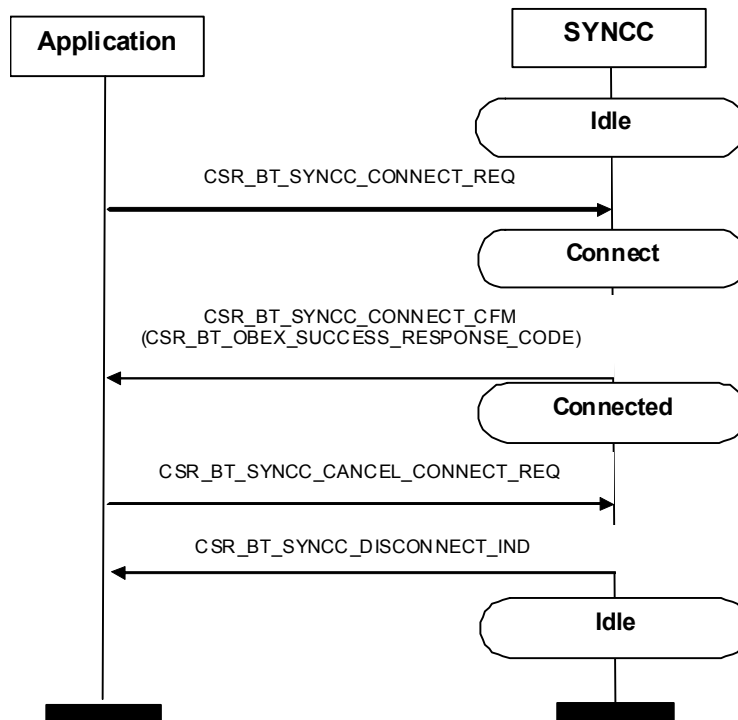 Application
SYNCC
Idle
CSR_BT_SYNCC_CONNECT_REQ
Connect
CSR_BT_SYNCC_CONNECT_CFM
(CSR_BT_OBEX_SUCCESS_RESPONSE_CODE)
Connected
CSR_BT_SYNCC_CANCEL_CONNECT_REQ
CSR_BT_SYNCC_DISCONNECT_IND
Idle